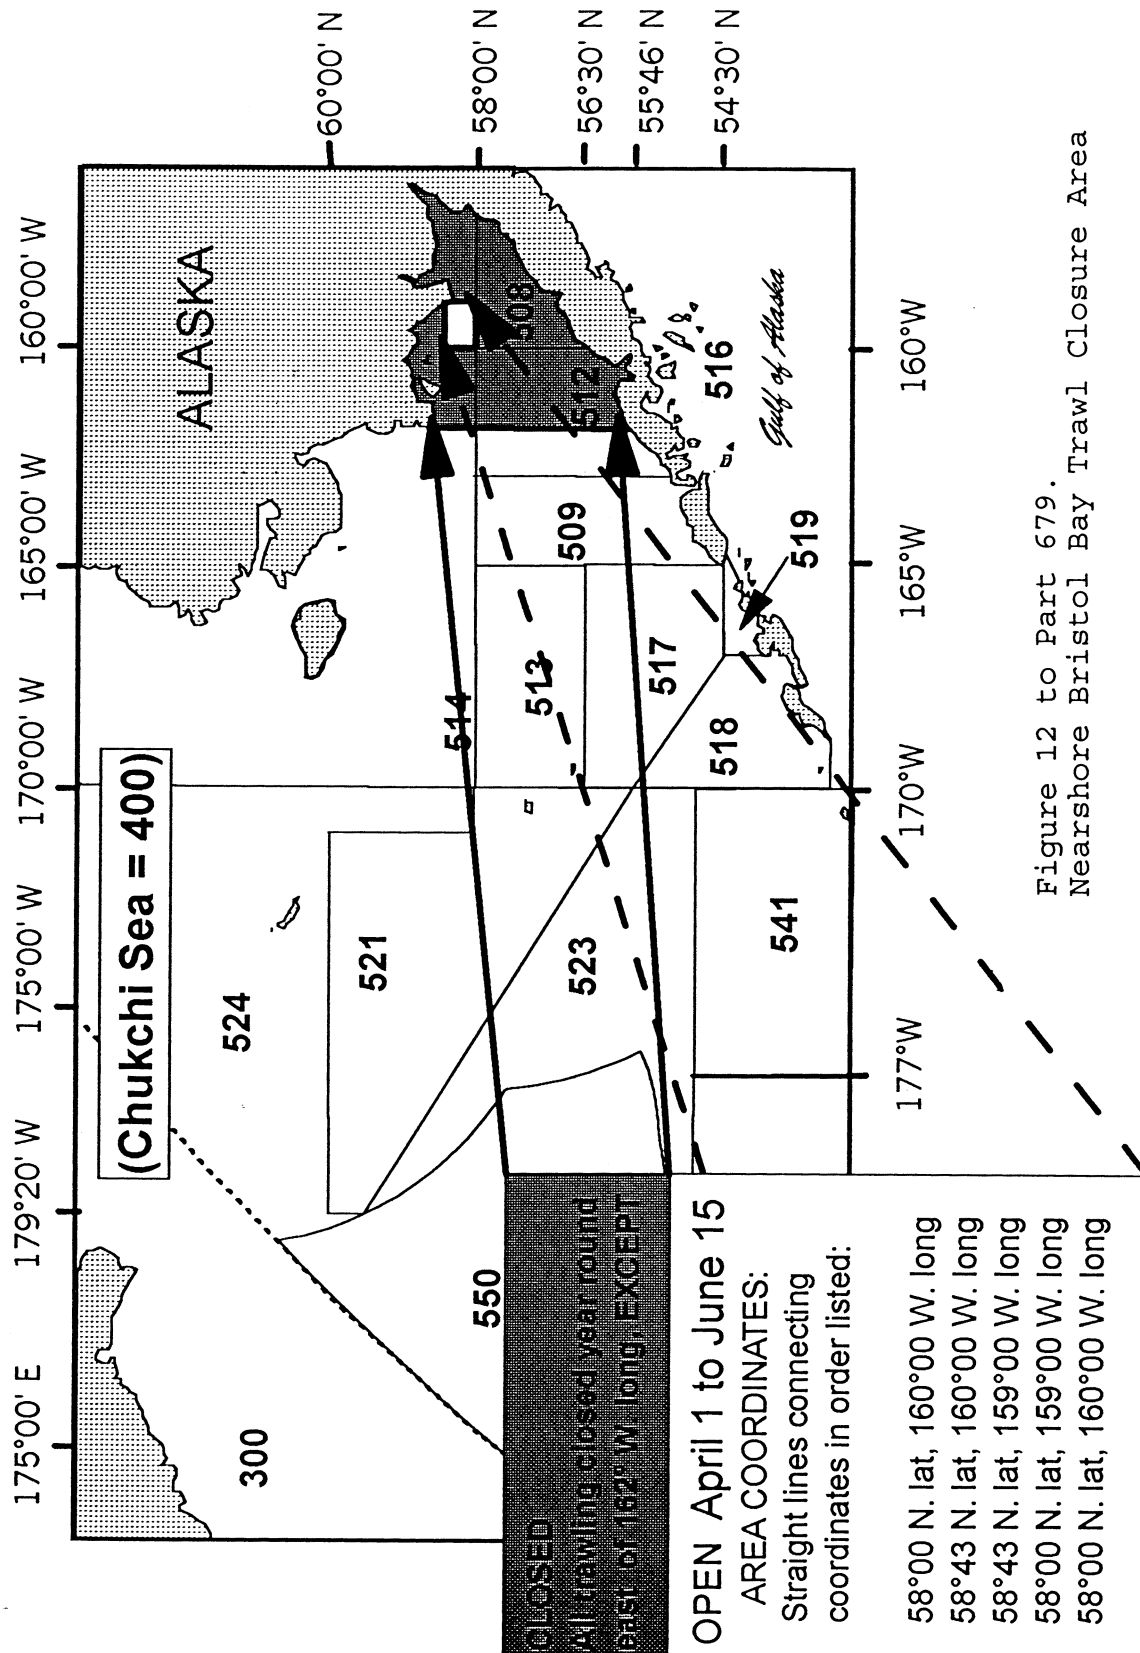 175°00' E
179°20' W
175°00' W
170°00' W
165°00' W
160°00' W
(Chukchi Sea = 400)
ALASKA
60°00' N
58°00' N
56°30' N
55°46' N
54°30' N
300
524
521
550
514
508
513
512
509
523
517
516
518
519
541
Gulf of Alaska
177°W
170°W
165°W
160°W
CLOSED
All trawling closed year round
east of 162° W. long, EXCEPT
OPEN April 1 to June 15
AREA COORDINATES:
Straight lines connecting
coordinates in order listed:
58°00 N. lat, 160°00 W. long
58°43 N. lat, 160°00 W. long
58°43 N. lat, 159°00 W. long
58°00 N. lat, 159°00 W. long
58°00 N. lat, 160°00 W. long
Figure 12 to Part 679.
Nearshore Bristol Bay Trawl Closure Area